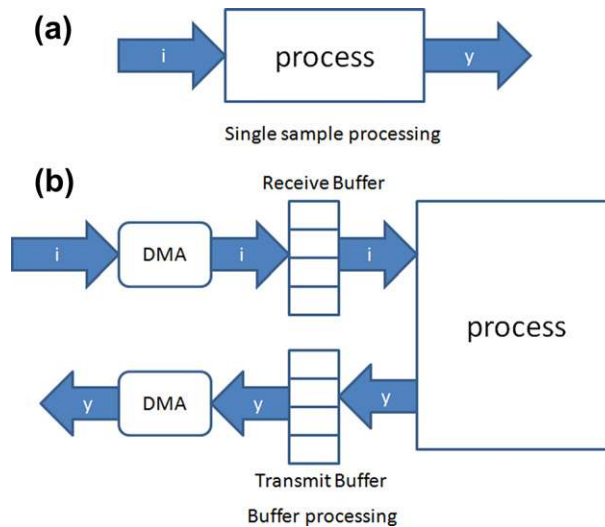 (a)
i
process
y
Single sample processing
(b)
Receive Buffer
i
DMA
i
i
process
y
DMA
y
y
Transmit Buffer
Buffer processing